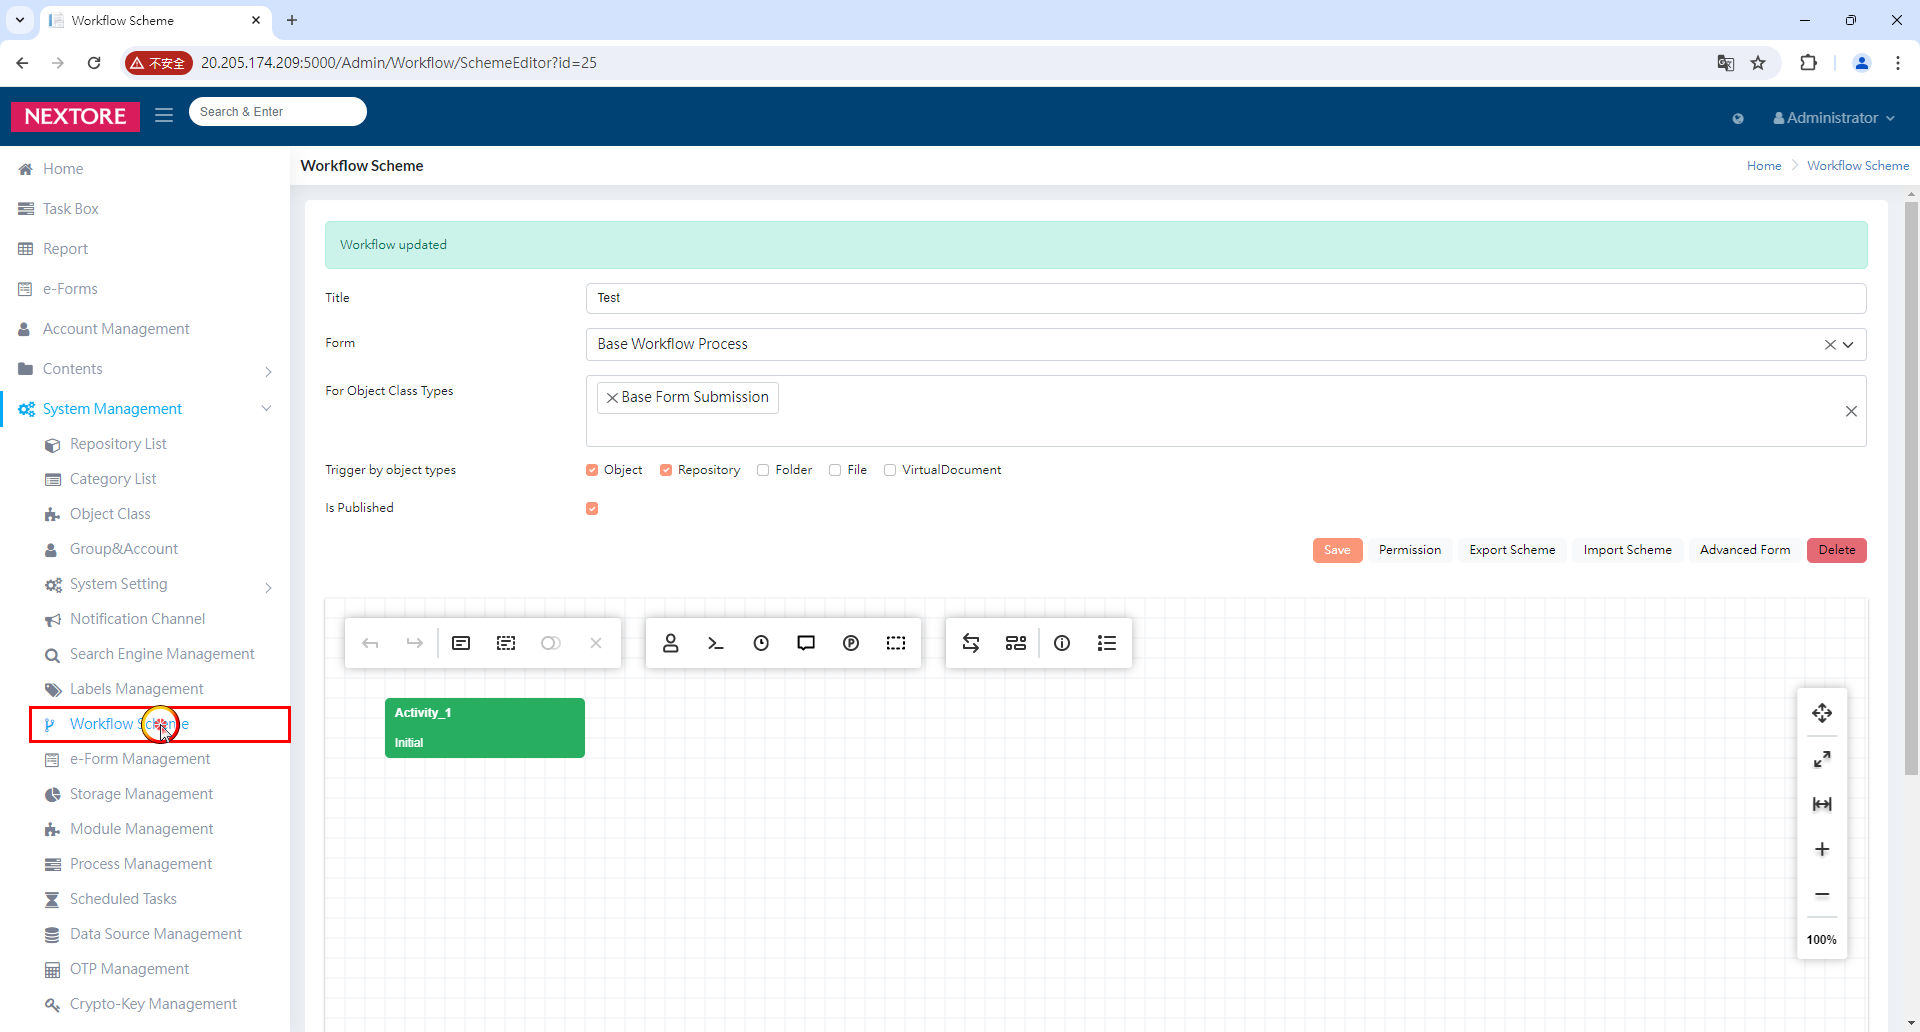 Workflow Scheme
不安全
20.205.174.209:5000/Admin/Workflow/SchemeEditor?id=25
NEXTORE
Search & Enter
Administrator
Home
Task Box
Report
e-Forms
Account Management
Contents
System Management
Repository List
Category List
Object Class
Group&Account
System Setting
Notification Channel
Search Engine Management
Labels Management
Workflow Scheme
e-Form Management
Storage Management
Module Management
Process Management
Scheduled Tasks
Data Source Management
OTP Management
Crypto-Key Management
Workflow Scheme
Home Workflow Scheme
Workflow updated
Title Test
Form Base Workflow Process
For Object Class Types Base Form Submission
Trigger by object types Object Repository Folder File VirtualDocument
Is Published
Save Permission Export Scheme Import Scheme Advanced Form Delete
Activity_1
Initial
100%